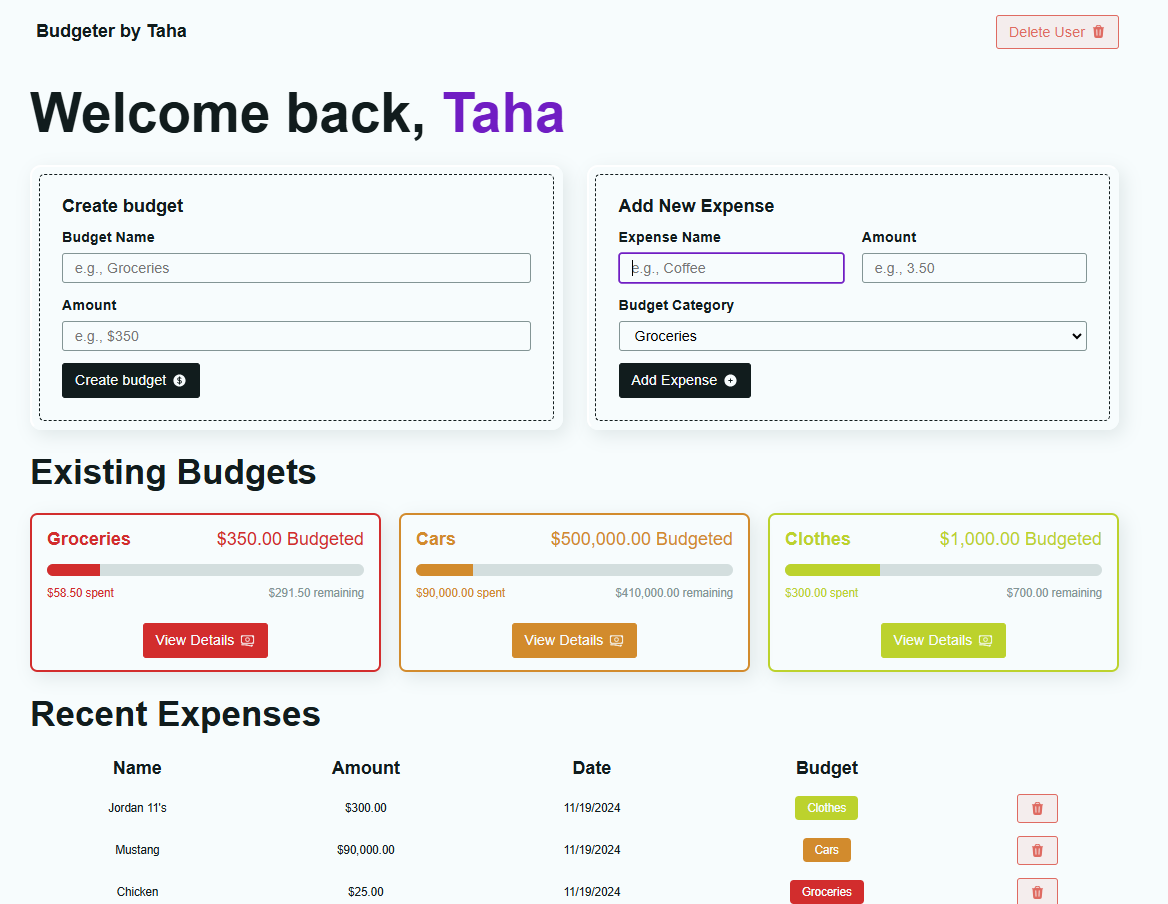 Budgeter by Taha
Delete User
Welcome back, Taha
Create budget
Budget Name
e.g., Groceries
Amount
e.g., $350
Create budget
Add New Expense
Expense Name
Amount
e.g., Coffee
e.g., 3.50
Budget Category
Groceries
Add Expense
Existing Budgets
Groceries $350.00 Budgeted
$58.50 spent $291.50 remaining
View Details
Cars $500,000.00 Budgeted
$90,000.00 spent $410,000.00 remaining
View Details
Clothes $1,000.00 Budgeted
$300.00 spent $700.00 remaining
View Details
Recent Expenses
Name Amount Date Budget
Jordan 11's $300.00 11/19/2024 Clothes
Mustang $90,000.00 11/19/2024 Cars
Chicken $25.00 11/19/2024 Groceries